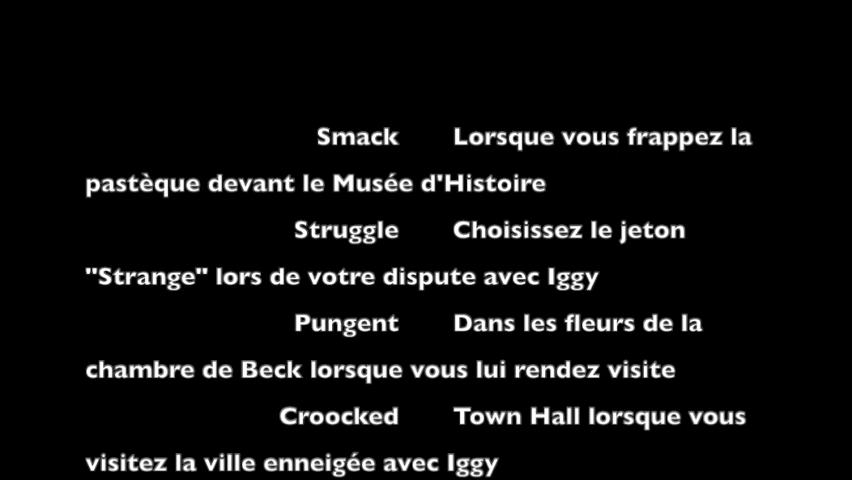 Smack Lorsque vous frappez la
pastèque devant le Musée d'Histoire
Struggle Choisissez le jeton
"Strange" lors de votre dispute avec Iggy
Pungent Dans les fleurs de la
chambre de Beck lorsque vous lui rendez visite
Croocked Town Hall lorsque vous
visitez la ville enneigée avec Iggy